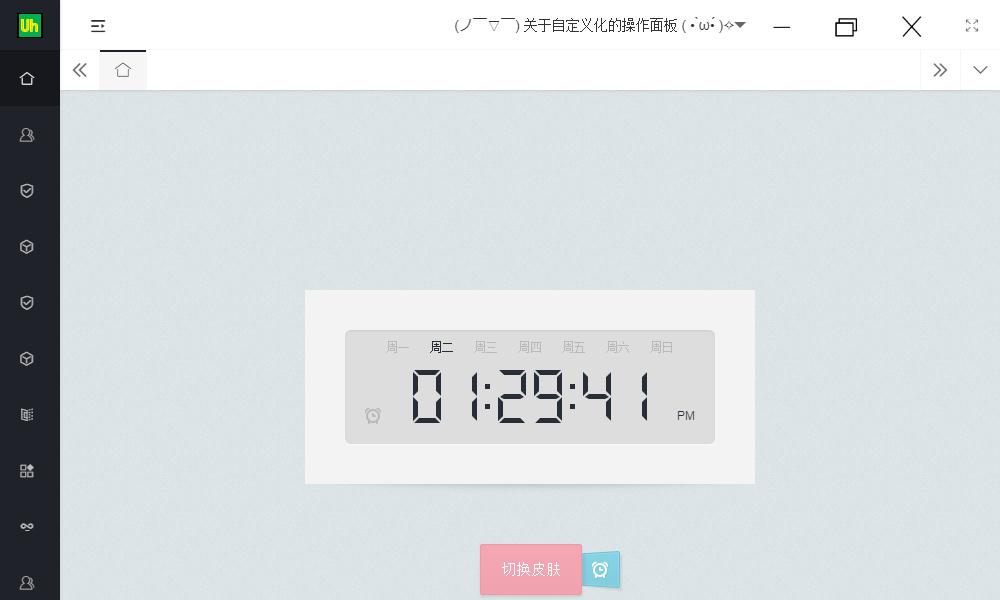 Uh
(ノ￣▽￣) 关于自定义化的操作面板 ( •̀ ω •́ )✧
周一 周二 周三 周四 周五 周六 周日
01:29:41 PM
切换皮肤